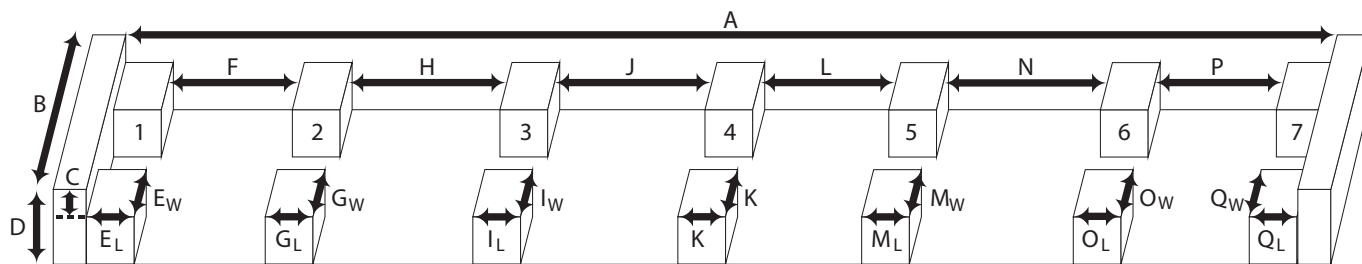 A
F H J L N P
B
1 2 3 4 5 6 7
C
E_W G_W I_W K M_W O_W Q_W
D
E_L G_L I_L K M_L O_L Q_L